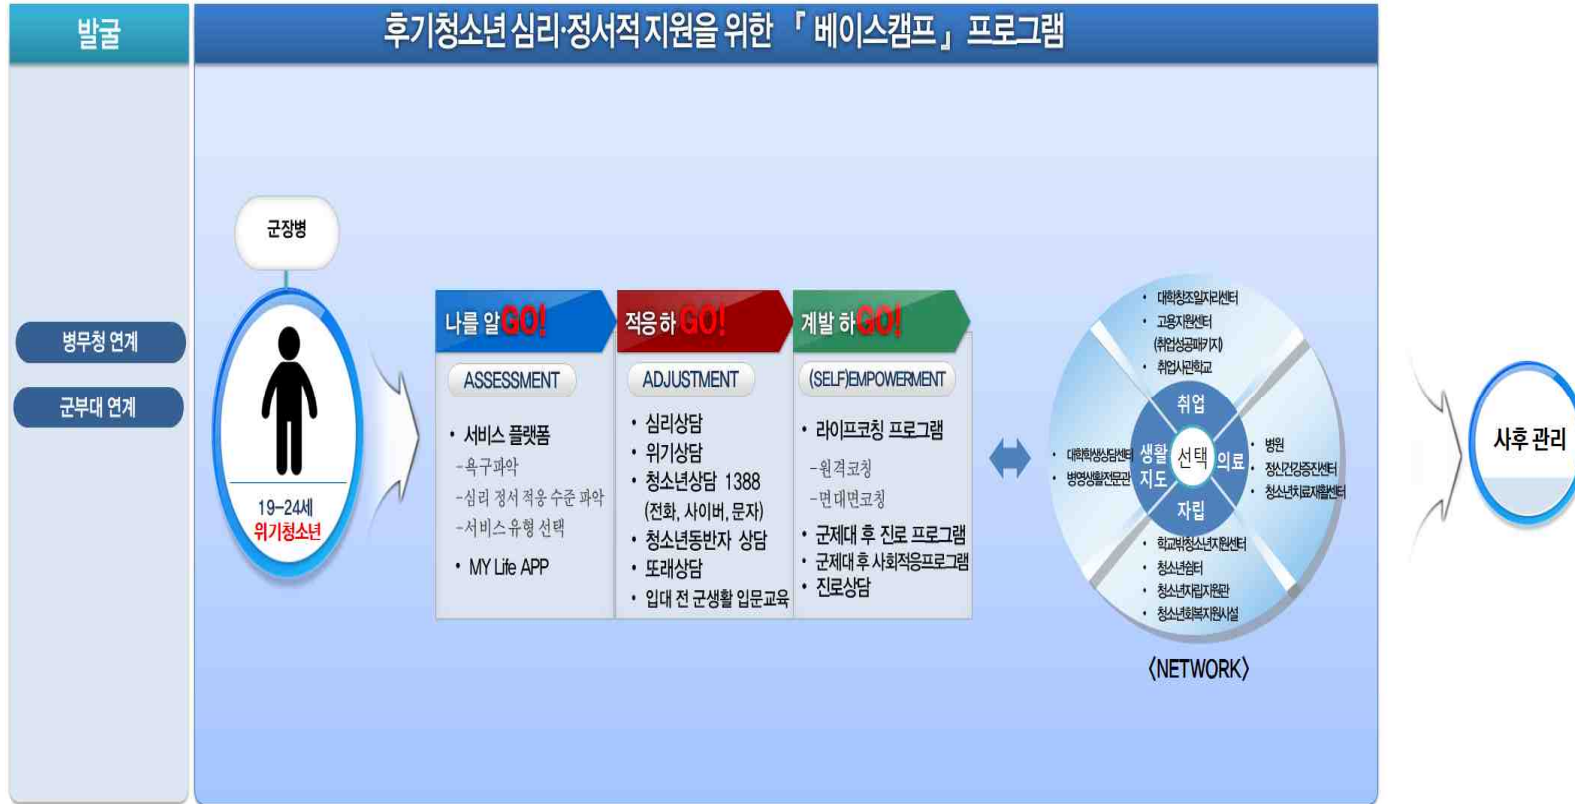 발굴
후기청소년 심리·정서적 지원을 위한 『 베이스캠프 』 프로그램
병무청 연계
군부대 연계
군장병
19-24세
위기청소년
나를 알GO!
ASSESSMENT
• 서비스 플랫폼
-욕구파악
-심리 정서 적응 수준 파악
-서비스 유형 선택
• MY Life APP
적응 하GO!
ADJUSTMENT
• 심리상담
• 위기상담
• 청소년상담 1388
(전화, 사이버, 문자)
• 청소년동반자 상담
• 또래상담
• 입대 전 군생활 입문교육
계발 하GO!
(SELF)EMPOWERMENT
• 라이프코칭 프로그램
-원격코칭
-면대면코칭
• 군제대 후 진로 프로그램
• 군제대 후 사회적응프로그램
• 진로상담
• 대학창조일자리센터
• 고용지원센터
(취업성공패키지)
• 취업사관학교
취업
• 대학학생상담센터
• 병영생활전문관
생활
지도
선택
의료
• 병원
• 정신건강증진센터
• 청소년치료재활센터
자립
• 학교밖청소년지원센터
• 청소년쉼터
• 청소년자립지원관
• 청소년회복지원시설
<NETWORK>
사후 관리